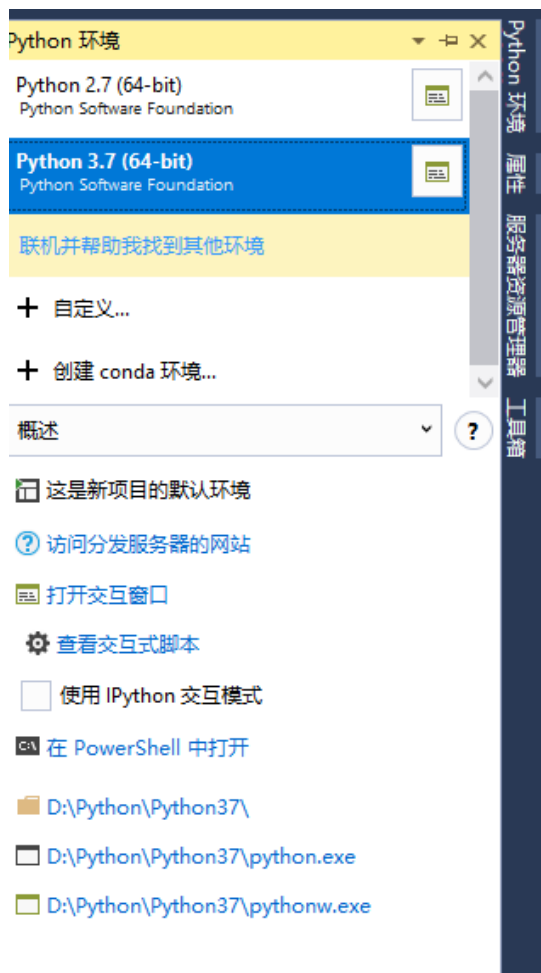 Python 环境
Python 2.7 (64-bit)
Python Software Foundation
Python 3.7 (64-bit)
Python Software Foundation
联机并帮助我找到其他环境
+ 自定义...
+ 创建 conda 环境...
概述
?
这是新项目的默认环境
? 访问分发服务器的网站
打开交互窗口
查看交互式脚本
使用 IPython 交互模式
C:\ 在 PowerShell 中打开
D:\Python\Python37\
D:\Python\Python37\python.exe
D:\Python\Python37\pythonw.exe
Python 环境
属性
服务器资源管理器
工具箱